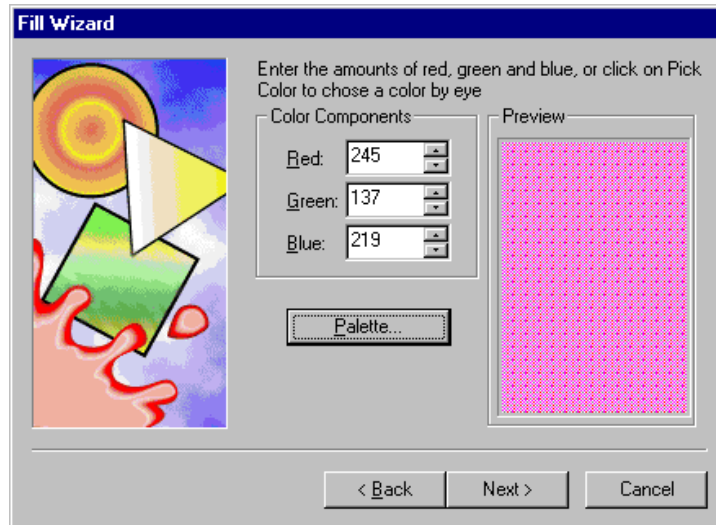 Fill Wizard
Enter the amounts of red, green and blue, or click on Pick
Color to chose a color by eye
Color Components
Preview
Red: 245
Green: 137
Blue: 219
Palette...
< Back
Next >
Cancel